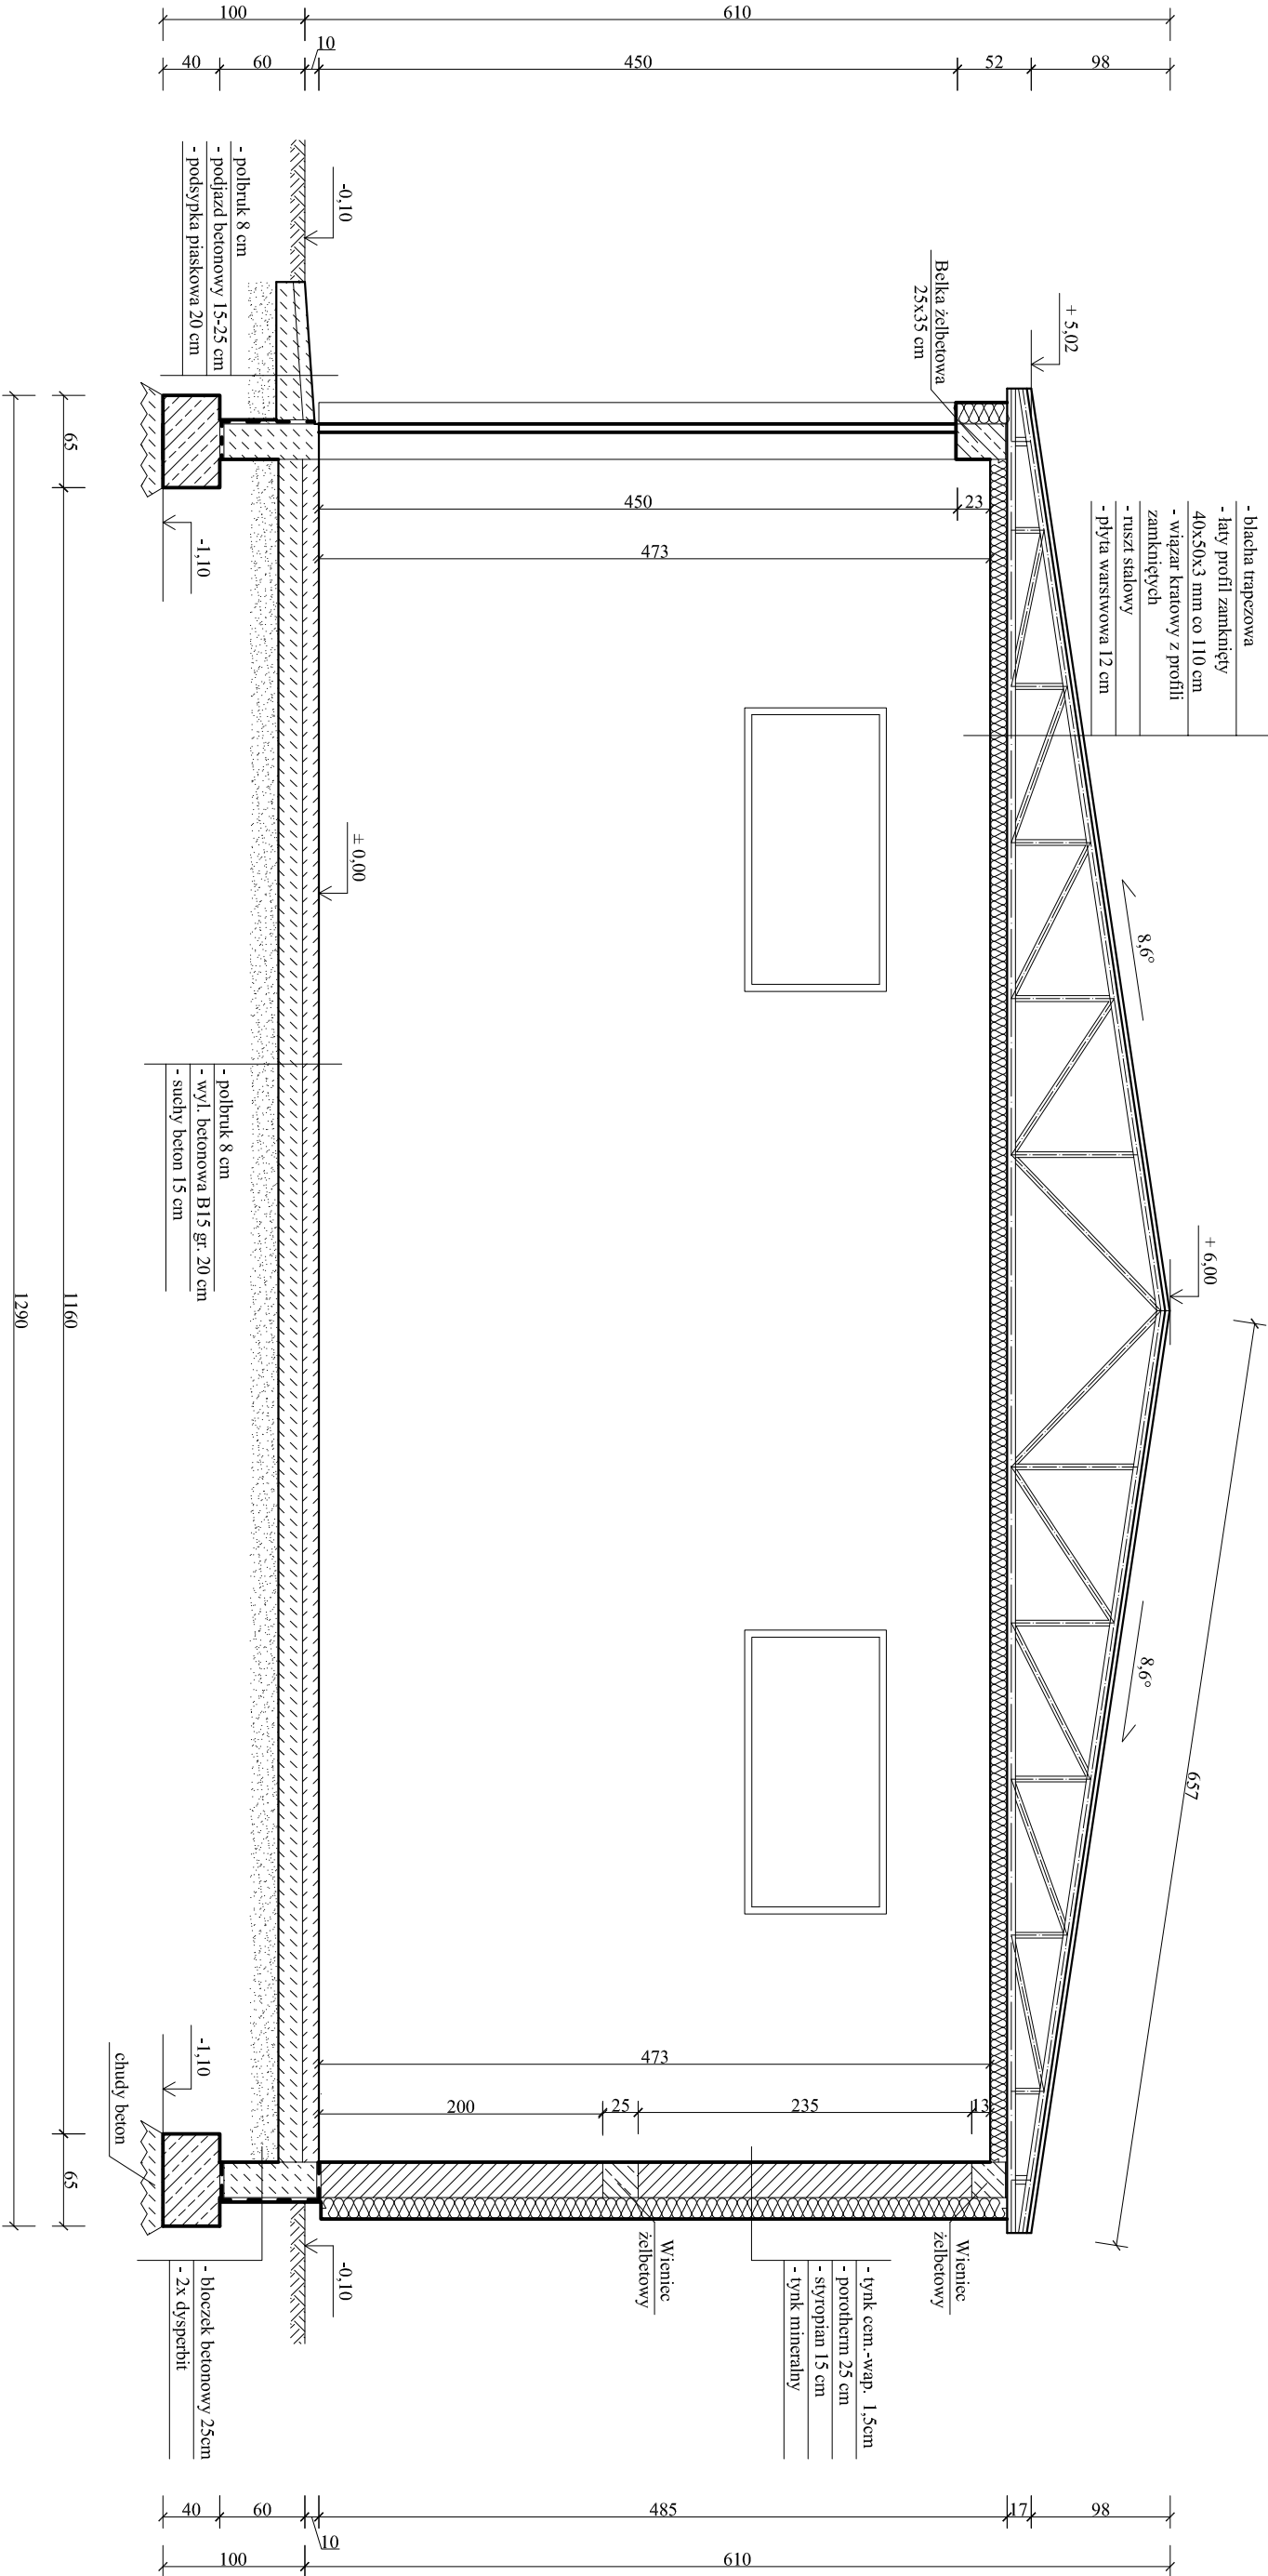 - blacha trapezowa
- łaty profil zamknięty
40x50x3 mm co 110 cm
- wiązar kratowy z profili
zamkniętych
- ruszt stalowy
- płyta warstwowa 12 cm
+ 6,00
657
8,6°
8,6°
+ 5,02
Belka żelbetowa
25x35 cm
Wieniec
żelbetowy
- tynk cem.-wap. 1,5cm
- porotherm 25 cm
- styropian 15 cm
- tynk mineralny
Wieniec
żelbetowy
23
450
473
473
13
235
25
200
± 0,00
-0,10
-0,10
- polbruk 8 cm
- podjazd betonowy 15-25 cm
- podsypka piaskowa 20 cm
-1,10
- polbruk 8 cm
- wyl. betonowa B15 gr. 20 cm
- suchy beton 15 cm
-1,10
chudy beton
- bloczek betonowy 25cm
- 2x dysperbit
610
100
98
52
450
10
60
40
98
17
485
10
60
40
610
100
65
1160
65
1290